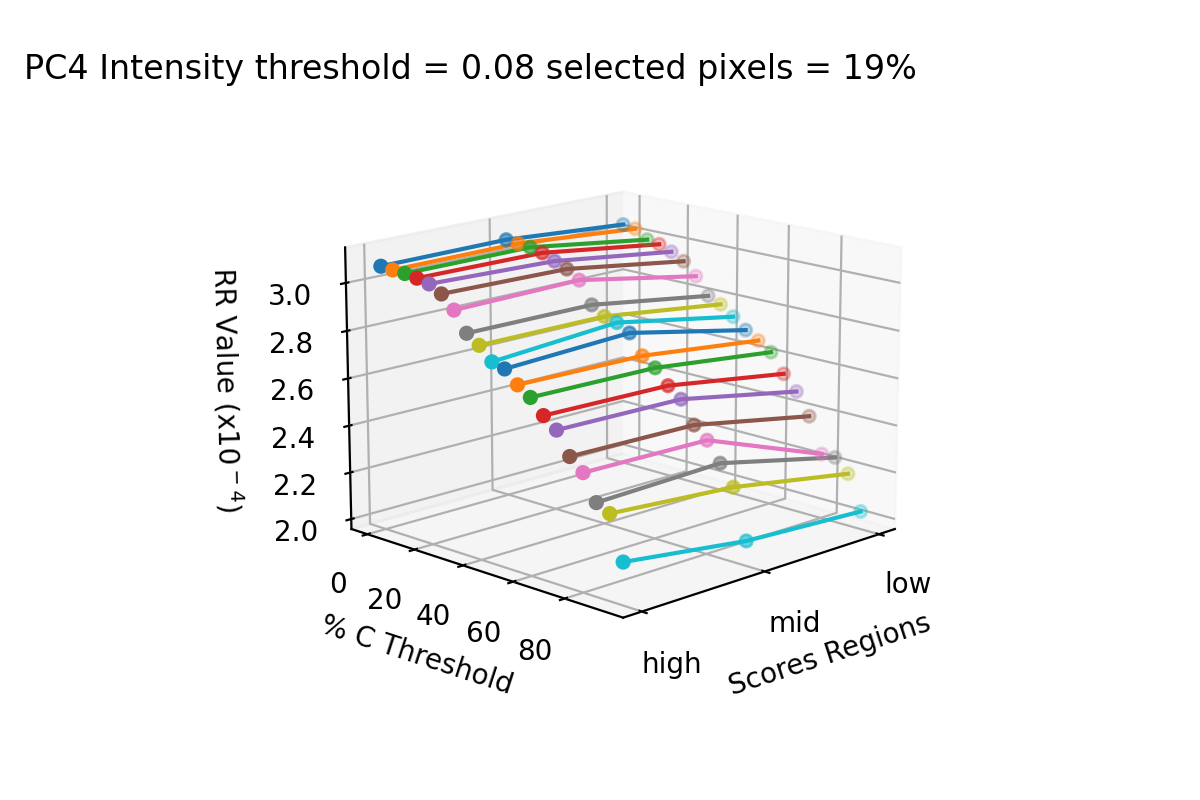 PC4 Intensity threshold = 0.08 selected pixels = 19%
RR Value (x10⁻⁴)
3.0
2.8
2.6
2.4
2.2
2.0
0
20
40
60
80
% C Threshold
high
mid
low
Scores Regions